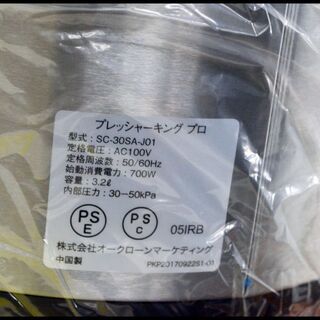 プレッシャーキング プロ
型式：SC-30SA-J01
定格電圧：AC100V
定格周波数：50/60Hz
始動消費電力：700W
容量：3.2ℓ
内部圧力：30−50kPa
PS E
PS C
05IRB
株式会社オークローンマーケティング
中国製
PKP20170922S1-01